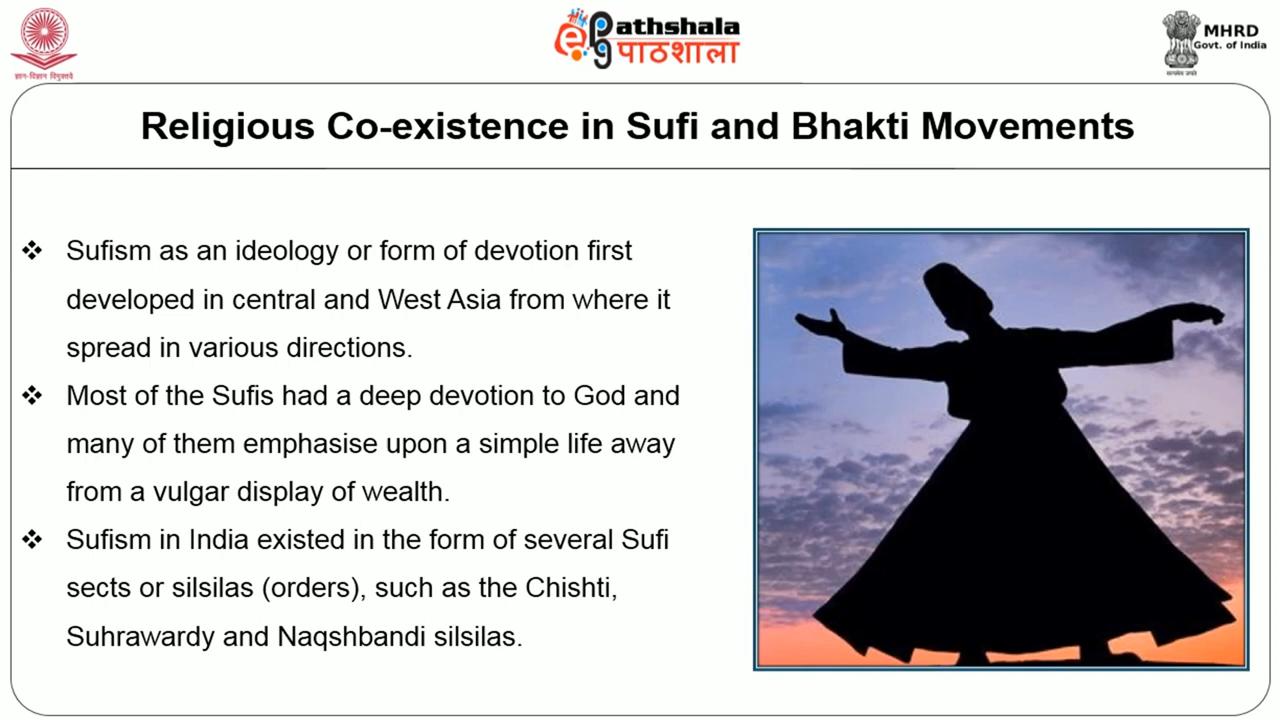 ज्ञान-विज्ञान विमुक्तये
e Pathshala
पाठशाला
MHRD
Govt. of India
सत्यमेव जयते
Religious Co-existence in Sufi and Bhakti Movements
❖ Sufism as an ideology or form of devotion first
developed in central and West Asia from where it
spread in various directions.
❖ Most of the Sufis had a deep devotion to God and
many of them emphasise upon a simple life away
from a vulgar display of wealth.
❖ Sufism in India existed in the form of several Sufi
sects or silsilas (orders), such as the Chishti,
Suhrawardy and Naqshbandi silsilas.